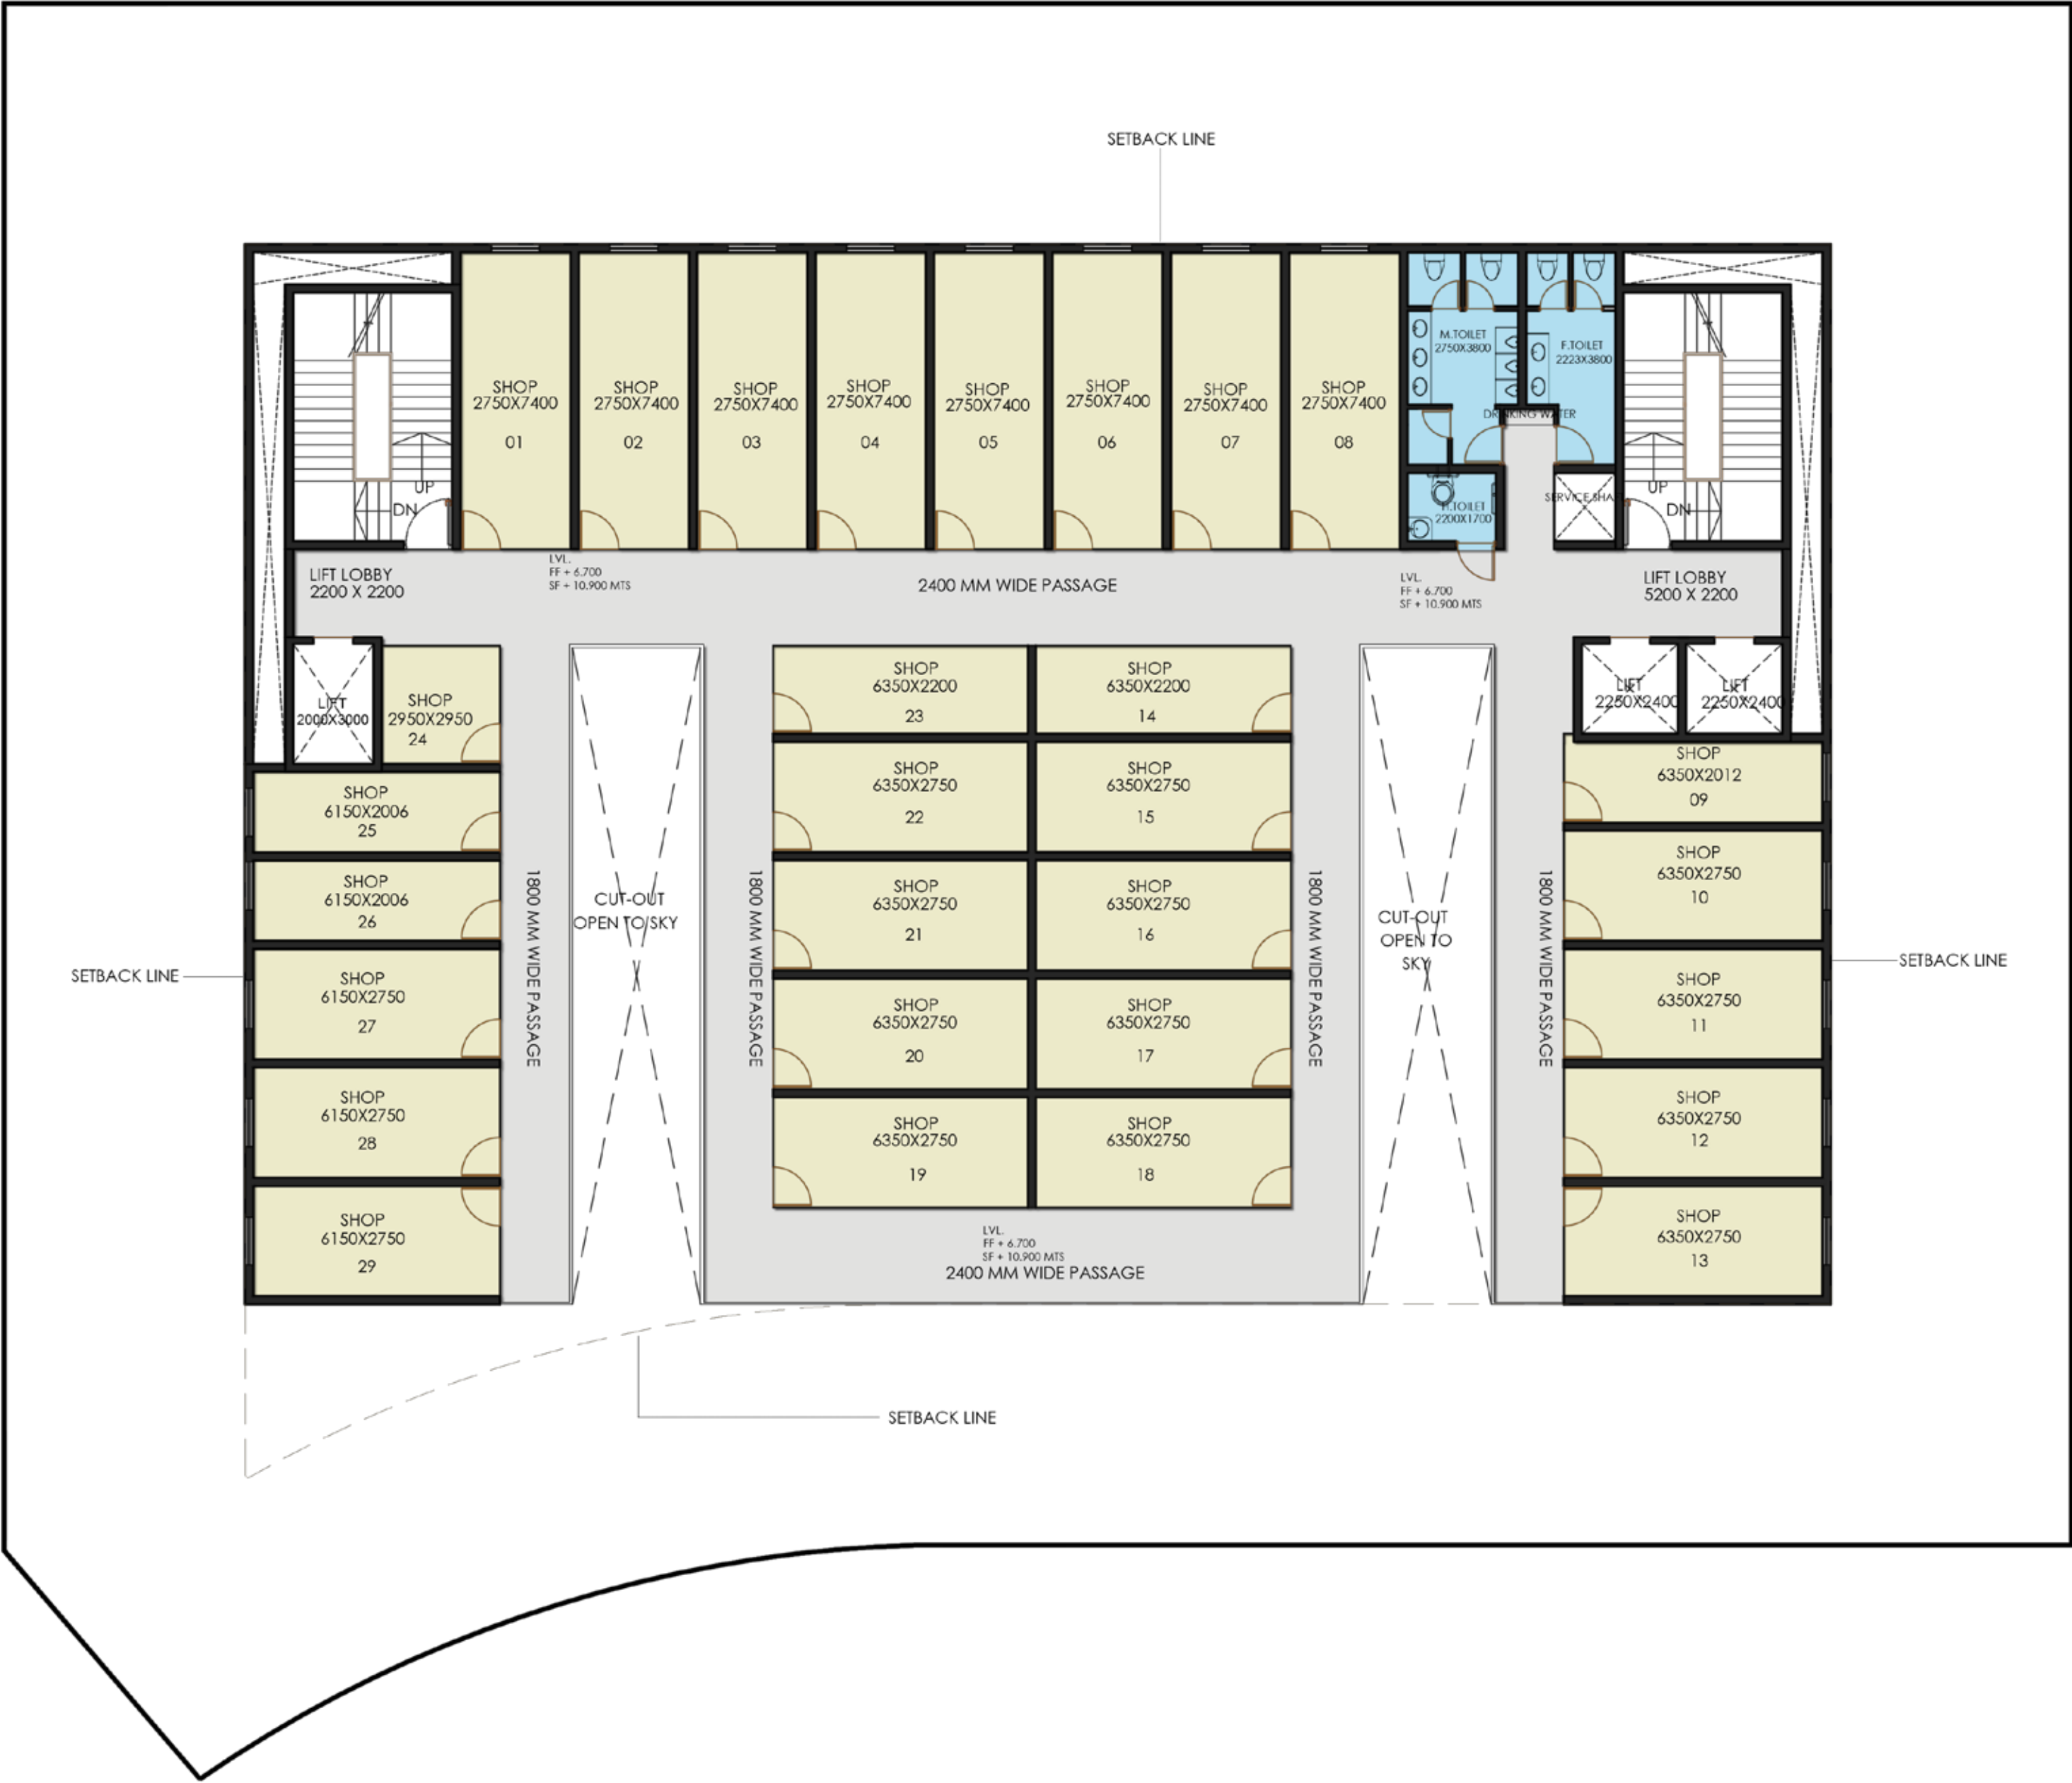 SETBACK LINE
SHOP
2750X7400
01
SHOP
2750X7400
02
SHOP
2750X7400
03
SHOP
2750X7400
04
SHOP
2750X7400
05
SHOP
2750X7400
06
SHOP
2750X7400
07
SHOP
2750X7400
08
M.TOILET
2750X3800
F.TOILET
2223X3800
DRINKING WATER
UP
DN
H.TOILET
2200X1700
SERVICE SHAFT
UP
DN
LIFT LOBBY
2200 X 2200
LVL.
FF + 6.700
SF + 10.900 MTS
2400 MM WIDE PASSAGE
LVL.
FF + 6.700
SF + 10.900 MTS
LIFT LOBBY
5200 X 2200
LIFT
2000X3000
SHOP
2950X2950
24
SHOP
6350X2200
23
SHOP
6350X2200
14
LIFT
2250X2400
LIFT
2250X2400
SHOP
6150X2006
25
SHOP
6350X2750
22
SHOP
6350X2750
15
SHOP
6350X2012
09
SHOP
6150X2006
26
SHOP
6350X2750
21
SHOP
6350X2750
16
SHOP
6350X2750
10
1800 MM WIDE PASSAGE
CUT-OUT
OPEN TO SKY
1800 MM WIDE PASSAGE
1800 MM WIDE PASSAGE
CUT-OUT
OPEN TO
SKY
1800 MM WIDE PASSAGE
SETBACK LINE
SHOP
6150X2750
27
SHOP
6350X2750
20
SHOP
6350X2750
17
SHOP
6350X2750
11
SETBACK LINE
SHOP
6150X2750
28
SHOP
6350X2750
19
SHOP
6350X2750
18
SHOP
6350X2750
12
SHOP
6150X2750
29
SHOP
6350X2750
13
LVL.
FF + 6.700
SF + 10.900 MTS
2400 MM WIDE PASSAGE
SETBACK LINE